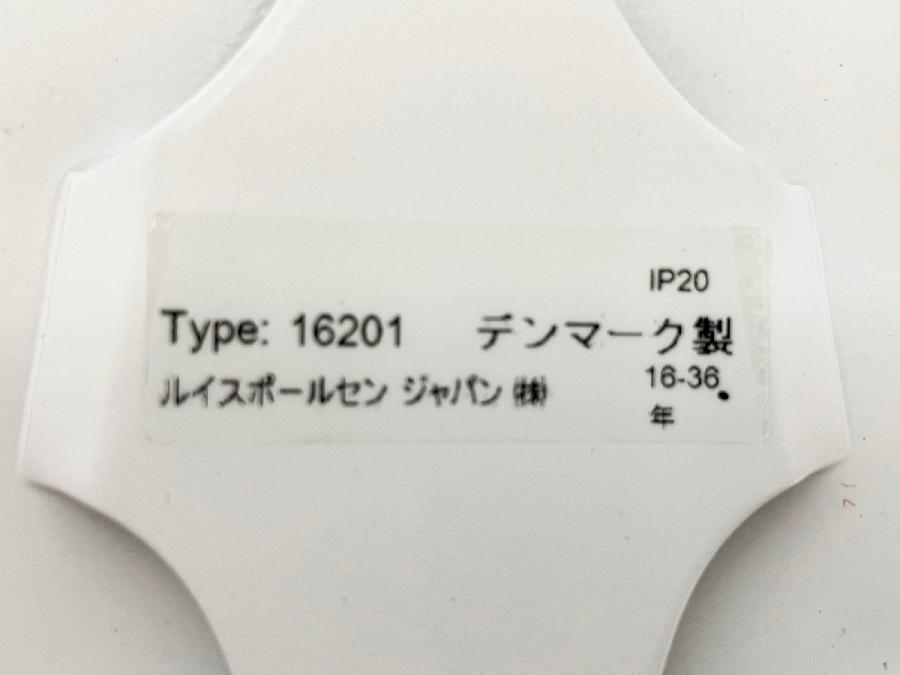 IP20
Type: 16201 デンマーク製
ルイスポールセン ジャパン ㈱ 16-36.
年